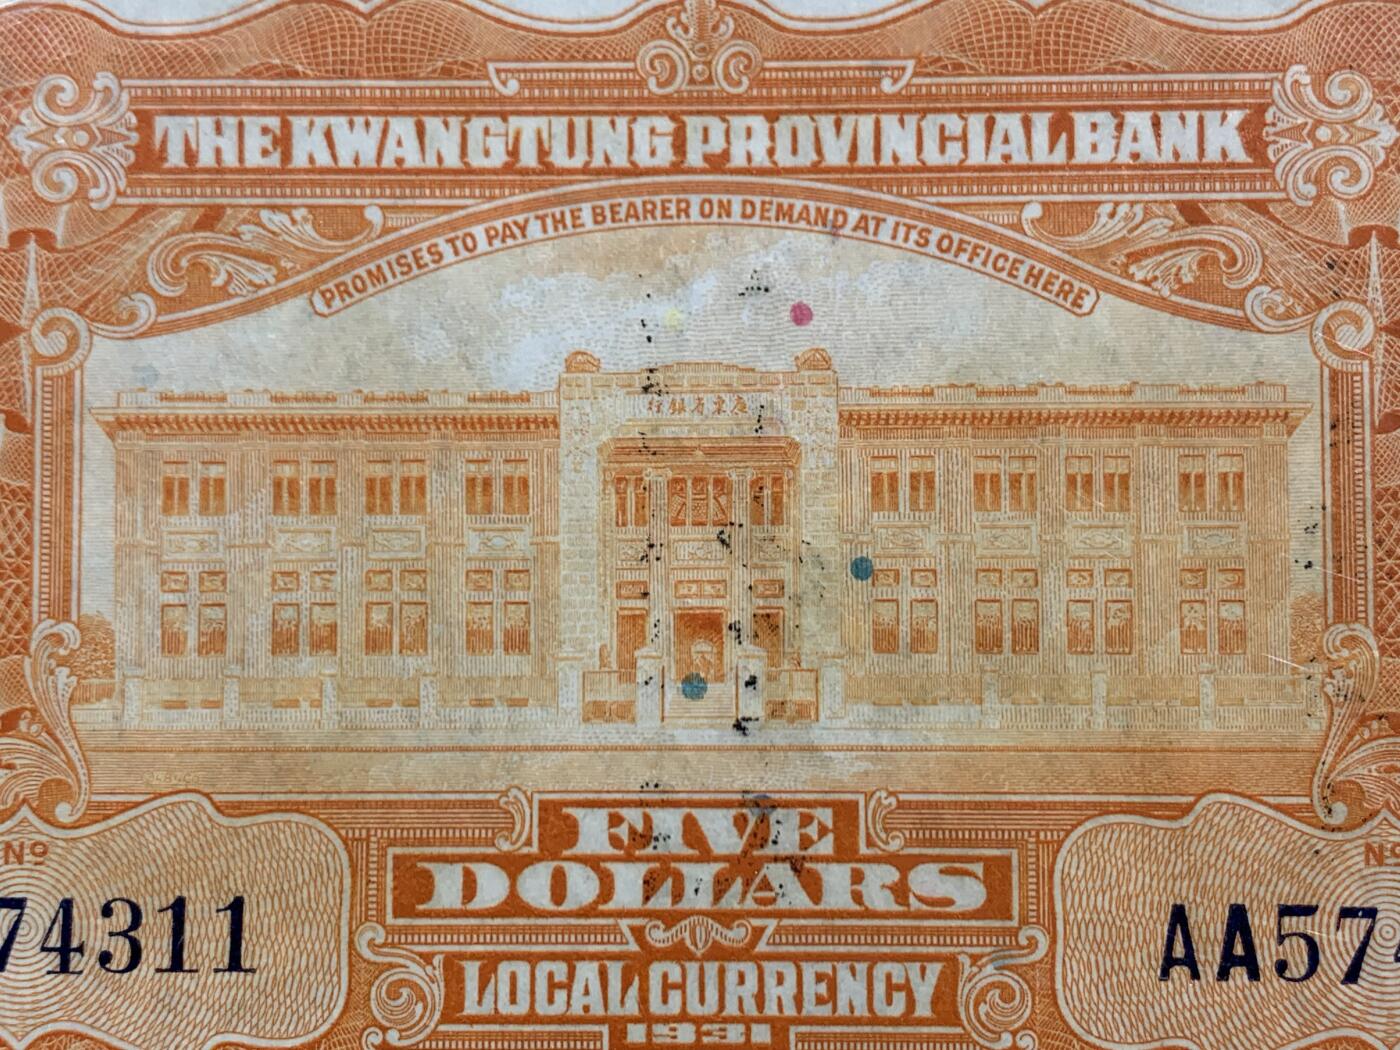 THE KWANGTUNG PROVINCIAL BANK
PROMISES TO PAY THE BEARER ON DEMAND AT ITS OFFICE HERE
行銀省東廣
FIVE
DOLLARS
Nº
Nº
74311
AA57
LOCAL CURRENCY
1931